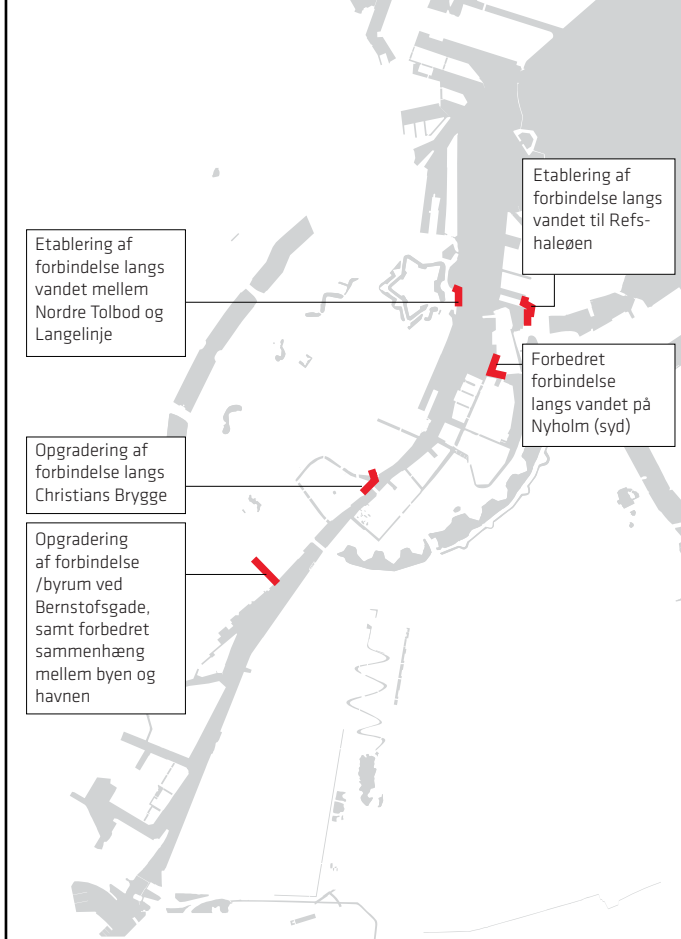 Etablering af
forbindelse langs
vandet til Refs-
haleøen
Etablering af
forbindelse langs
vandet mellem
Nordre Tolbod og
Langelinje
Forbedret
forbindelse
langs vandet på
Nyholm (syd)
Opgradering af
forbindelse langs
Christians Brygge
Opgradering
af forbindelse
/byrum ved
Bernstofsgade,
samt forbedret
sammenhæng
mellem byen og
havnen